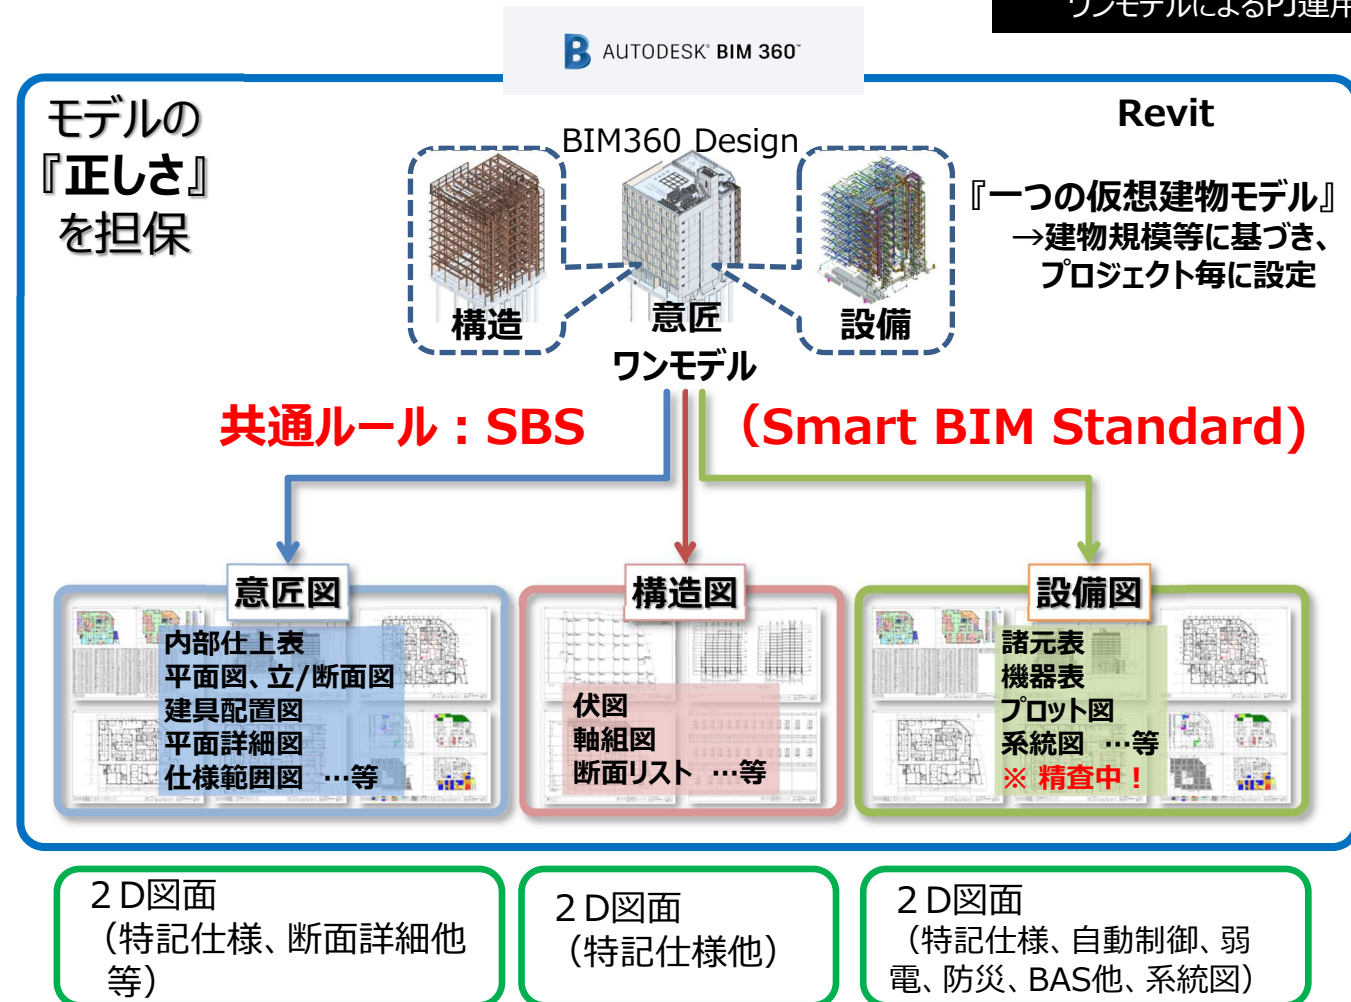 ワンモデルによるPJ運用
AUTODESK® BIM 360™
モデルの
『正しさ』
を担保
BIM360 Design
Revit
『一つの仮想建物モデル』
→建物規模等に基づき、
プロジェクト毎に設定
構造
意匠
設備
ワンモデル
共通ルール：SBS （Smart BIM Standard)
意匠図
内部仕上表
平面図、立/断面図
建具配置図
平面詳細図
仕様範囲図 …等
構造図
伏図
軸組図
断面リスト …等
設備図
諸元表
機器表
プロット図
系統図 …等
※ 精査中！
２D図面
（特記仕様、断面詳細他
等）
２D図面
（特記仕様他）
２D図面
（特記仕様、自動制御、弱
電、防災、BAS他、系統図）